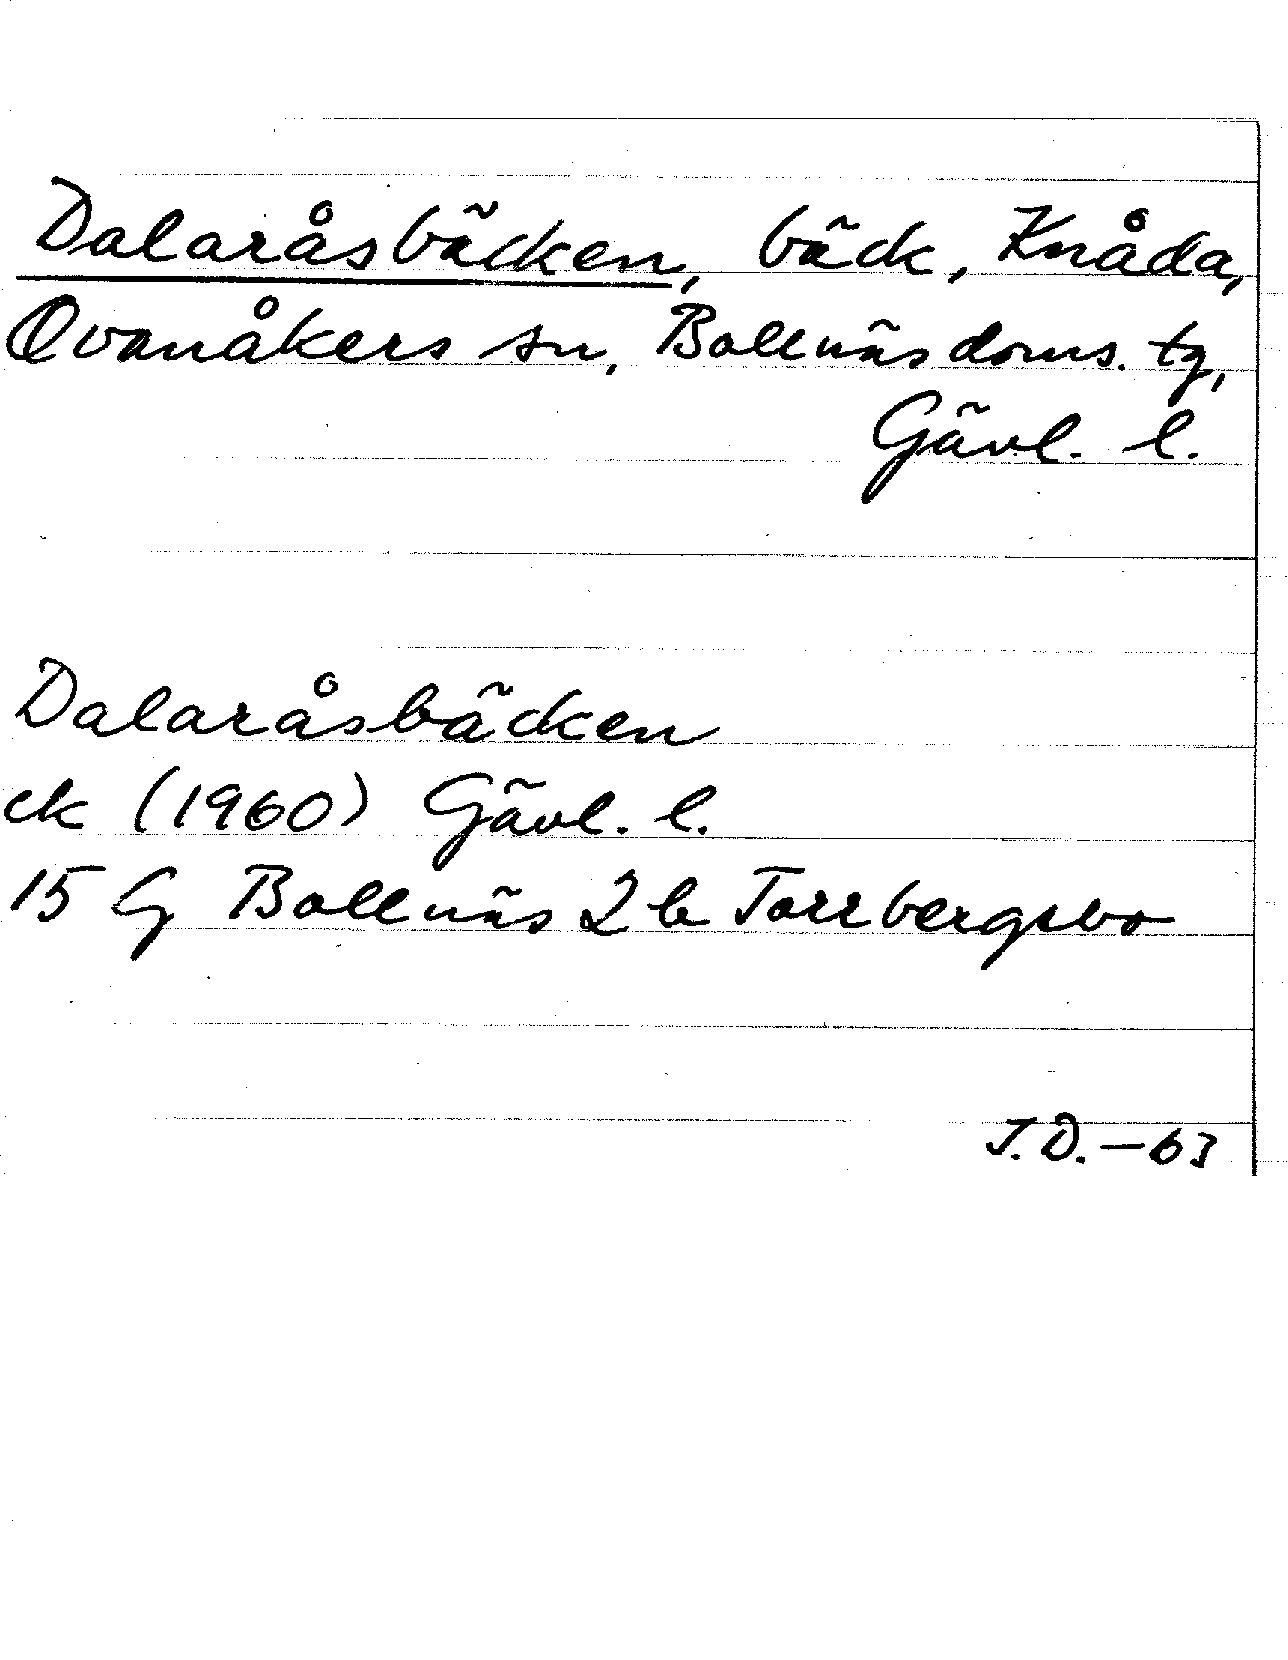 Dalaråsbäcken, bäck, Knåda,
Ovanåkers sn, Bollnäs doms. tg,
Gävl. l.
Dalaråsbäcken
ek (1960) Gävl. l.
15 G Bollnäs 2 b Torrbergsbo
J.D. - 63